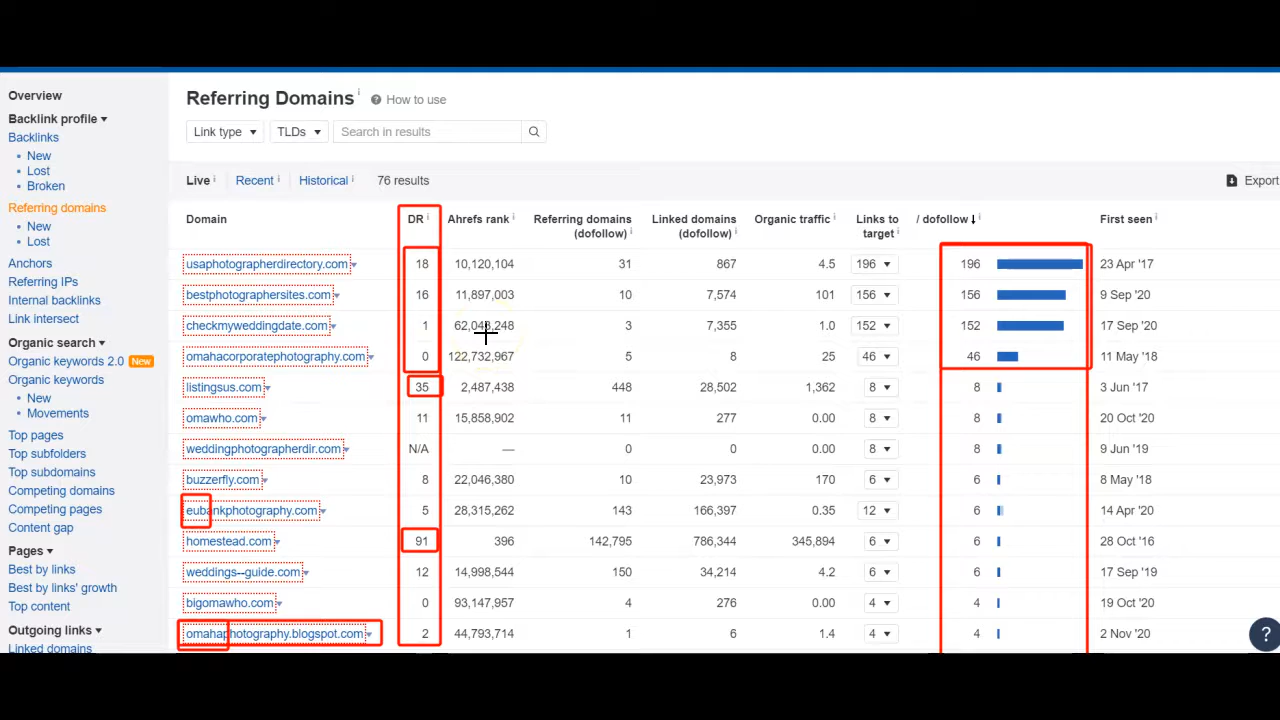 Overview
Backlink profile
Backlinks
New
Lost
Broken
Referring domains
New
Lost
Anchors
Referring IPs
Internal backlinks
Link intersect
Organic search
Organic keywords 2.0 New
Organic keywords
New
Movements
Top pages
Top subfolders
Top subdomains
Competing domains
Competing pages
Content gap
Pages
Best by links
Best by links' growth
Top content
Outgoing links
Linked domains
Referring Domains i ? How to use
Link type TLDs Search in results
Live i Recent i Historical i 76 results Export
Domain DR i Ahrefs rank i Referring domains (dofollow) i Linked domains (dofollow) i Organic traffic i Links to target i / dofollow ↓ i First seen i
usaphotographerdirectory.com 18 10,120,104 31 867 4.5 196 196 23 Apr '17
bestphotographersites.com 16 11,897,003 10 7,574 101 156 156 9 Sep '20
checkmyweddingdate.com 1 62,048,248 3 7,355 1.0 152 152 17 Sep '20
omahacorporatephotography.com 0 122,732,967 5 8 25 46 46 11 May '18
listingsus.com 35 2,487,438 448 28,502 1,362 8 8 3 Jun '17
omawho.com 11 15,858,902 11 277 0.00 8 8 20 Oct '20
weddingphotographerdir.com N/A — 0 0 0.00 8 8 9 Jun '19
buzzerfly.com 8 22,046,380 10 23,973 170 6 6 8 May '18
eubankphotography.com 5 28,315,262 143 166,397 0.35 12 6 14 Apr '20
homestead.com 91 396 142,795 786,344 345,894 6 6 28 Oct '16
weddings--guide.com 12 14,998,544 150 34,214 4.2 6 6 17 Sep '19
bigomawho.com 0 93,147,957 4 276 0.00 4 4 19 Oct '20
omahaphotography.blogspot.com 2 44,793,714 1 6 1.4 4 4 2 Nov '20
?